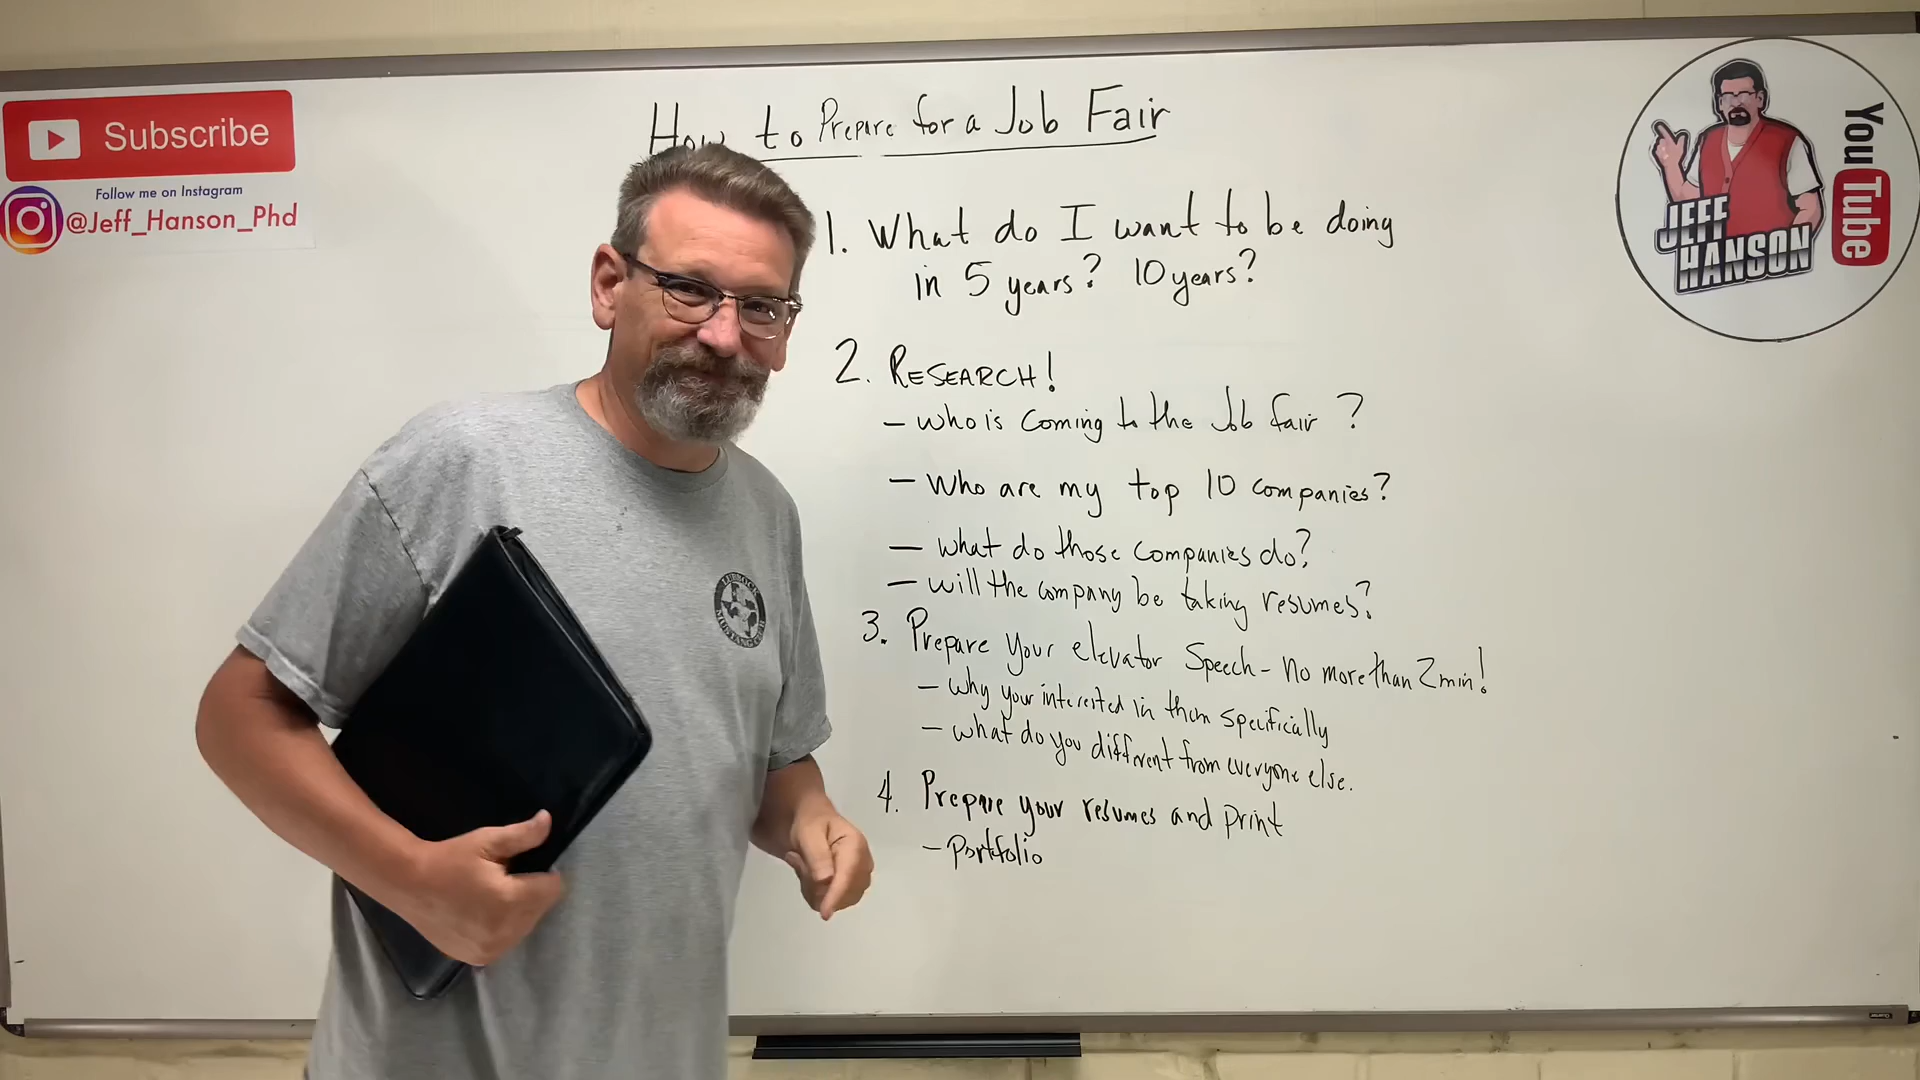 Subscribe
Follow me on Instagram
@Jeff_Hanson_Phd
How to Prepare for a Job Fair
1. What do I want to be doing
in 5 years? 10 years?
2. RESEARCH!
- who is coming to the Job fair?
- Who are my top 10 companies?
- what do those companies do?
- will the company be taking resumes?
3. Prepare your elevator Speech - No more than 2 min!
- why your interested in them specifically
- what do you different from everyone else.
4. Prepare your resumes and print
- Portfolio
JEFF
HANSON
YouTube
MUSTANG CLUB